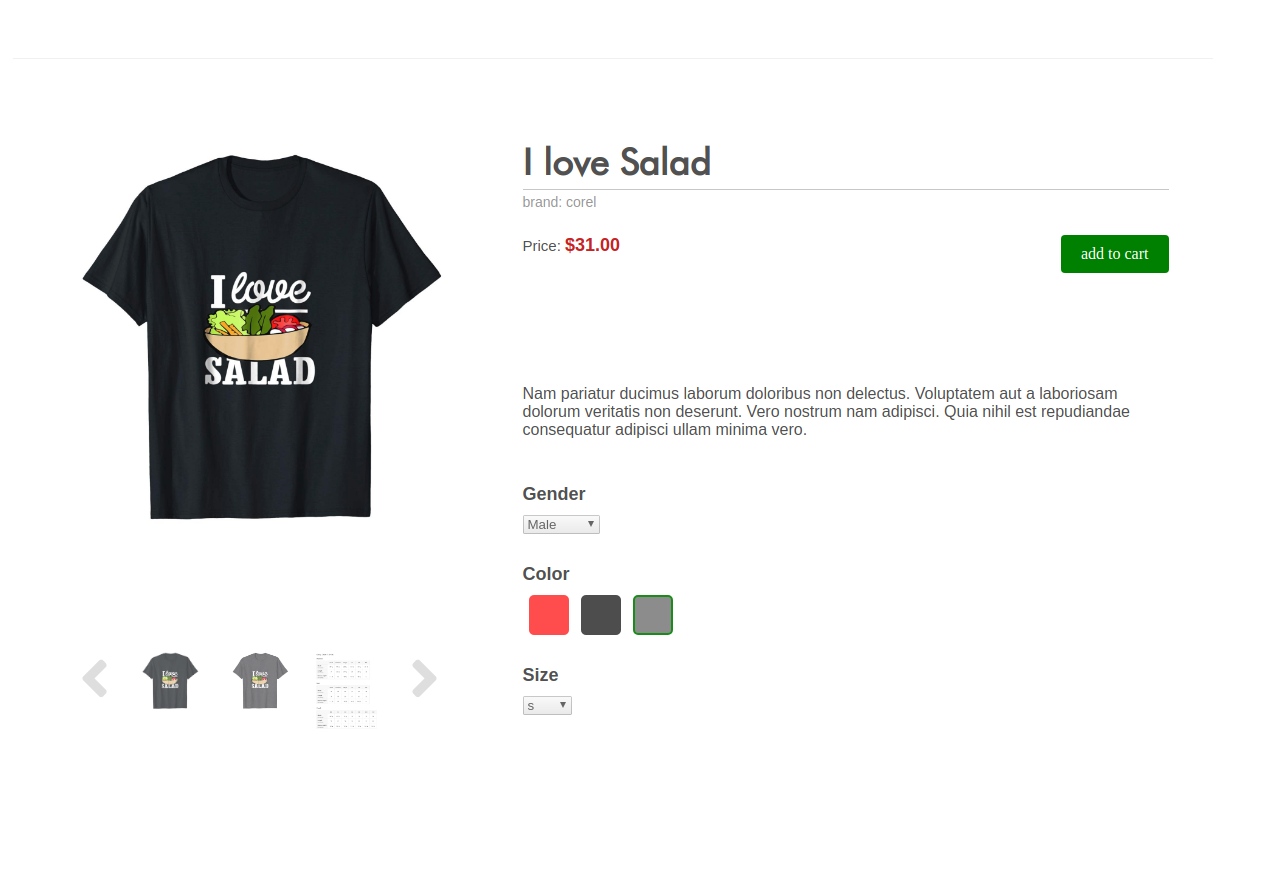 I love Salad
brand: corel
Price: $31.00
add to cart
I love
SALAD
Nam pariatur ducimus laborum doloribus non delectus. Voluptatem aut a laboriosam
dolorum veritatis non deserunt. Vero nostrum nam adipisci. Quia nihil est repudiandae
consequatur adipisci ullam minima vero.
Gender
Male
Color
Size
s